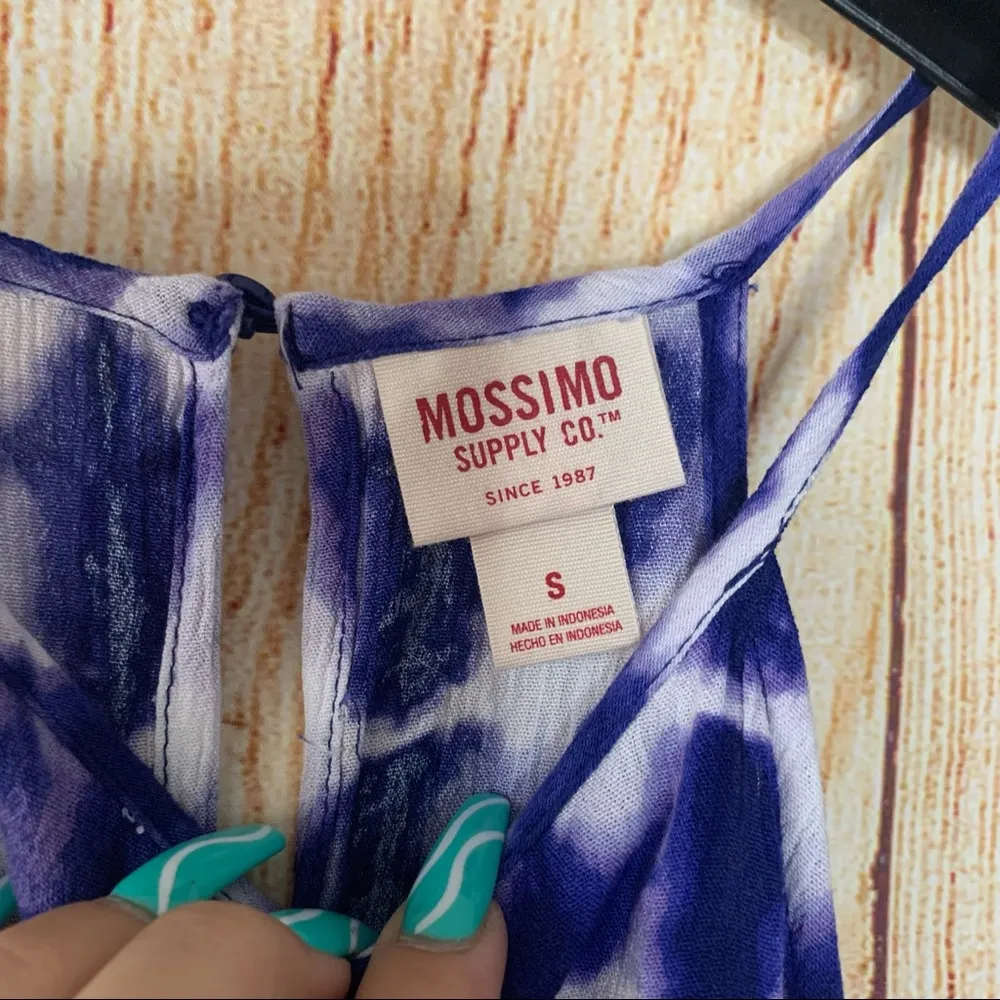 MOSSIMO
SUPPLY CO.™
SINCE 1987
S
MADE IN INDONESIA
HECHO EN INDONESIA